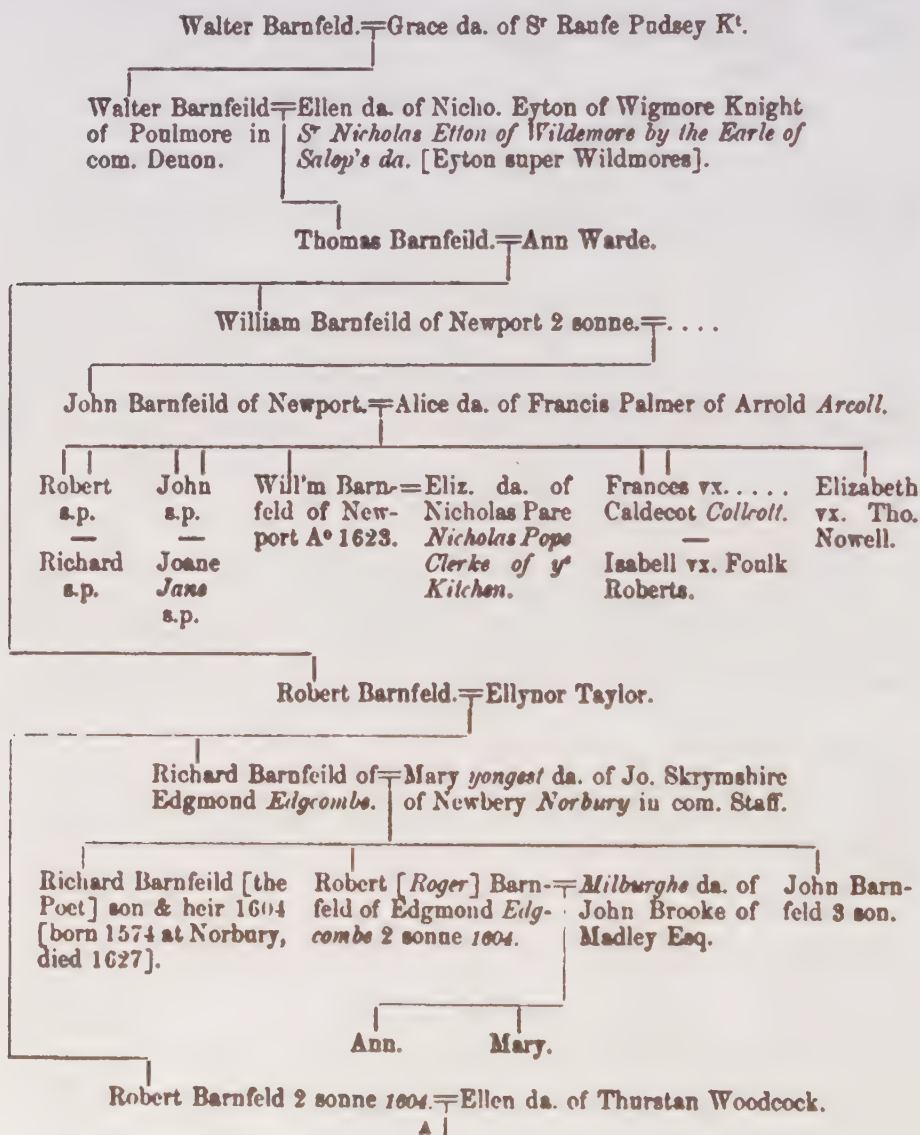 Walter Barnfeld.=Grace da. of Sʳ Raufe Pudsey Kᵗ.
Walter Barnfeild=Ellen da. of Nicho. Eyton of Wigmore Knight
of Poulmore in Sʳ Nicholas Etton of Wildemore by the Earle of
com. Deuon. Salop's da. [Eyton super Wildmores].
Thomas Barnfeild.=Ann Warde.
William Barnfeild of Newport 2 sonne.=. . . .
John Barnfeild of Newport.=Alice da. of Francis Palmer of Arrold Arcoll.
Robert
s.p.
—
Richard
s.p.
John
s.p.
—
Joane
Jane
s.p.
Will'm Barn-
feld of New-
port Aº 1623.
=Eliz. da. of
Nicholas Pare
Nicholas Pope
Clerke of yᵉ
Kitchen.
Frances vx. . . . . .
Caldecot Collcott.
—
Isabell vx. Foulk
Roberts.
Elizabeth
vx. Tho.
Nowell.
Robert Barnfeld.=Ellynor Taylor.
Richard Barnfeild of=Mary yongest da. of Jo. Skrymshire
Edgmond Edgcombe. of Newbery Norbury in com. Staff.
Richard Barnfeild [the
Poet] son & heir 1604
[born 1574 at Norbury,
died 1627].
Robert [Roger] Barn-
feld of Edgmond Edg-
combe 2 sonne 1604.
=Milburghe da. of
John Brooke of
Madley Esq.
John Barn-
feld 3 son.
Ann. Mary.
Robert Barnfeld 2 sonne 1604.=Ellen da. of Thurstan Woodcock.
A